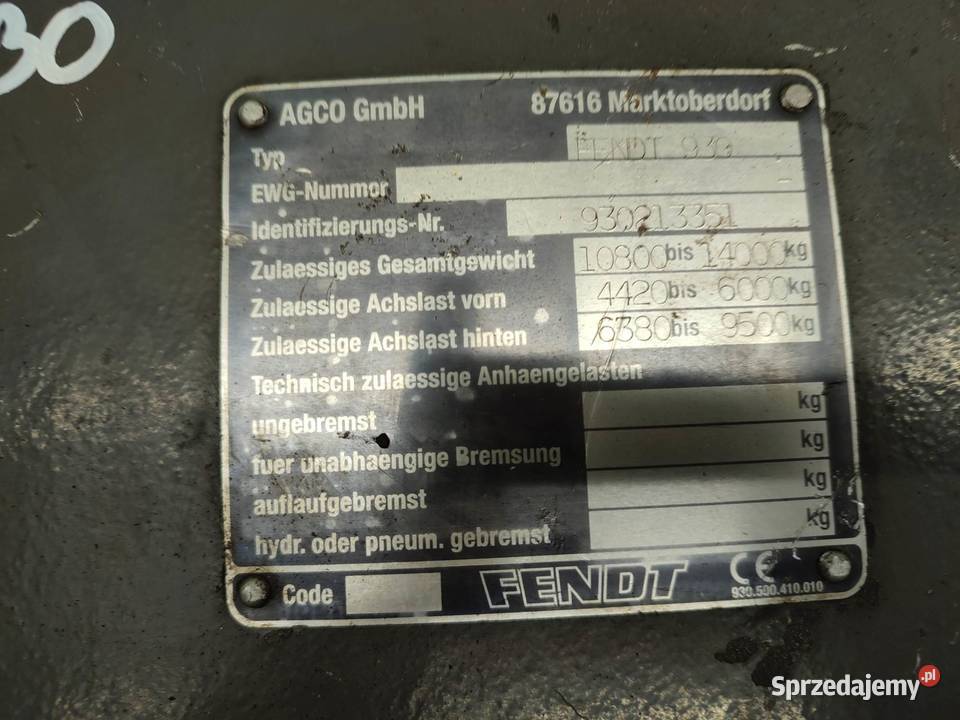 30
AGCO GmbH 87616 Marktoberdorf
Typ FENDT 930
EWG-Nummer
Identifizierungs-Nr. 930213351
Zulaessiges Gesamtgewicht 10800 bis 14000 kg
Zulaessige Achslast vorn 4420 bis 6000 kg
Zulaessige Achslast hinten 6380 bis 9500 kg
Technisch zulaessige Anhaengelasten
ungebremst kg
fuer unabhaengige Bremsung kg
auflaufgebremst kg
hydr. oder pneum. gebremst kg
Code FENDT CE
930.500.410.010
Sprzedajemy.pl